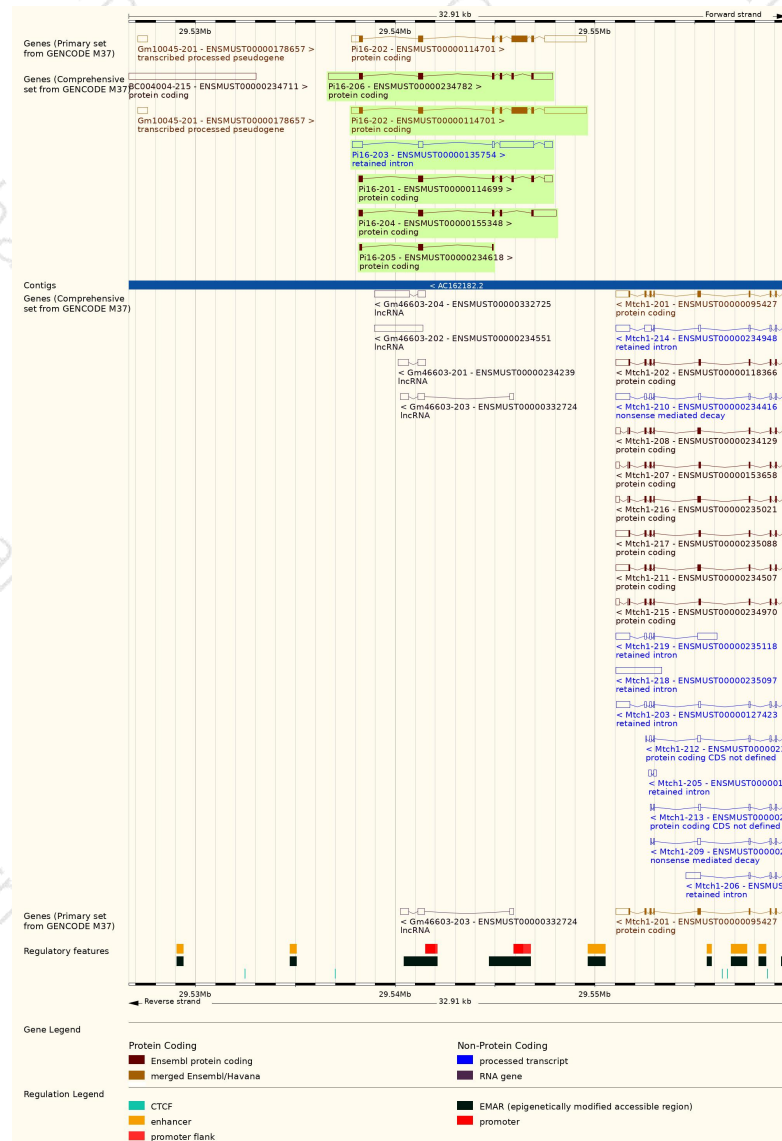 32.91 kb
Forward strand
29.53Mb 29.54Mb 29.55Mb
Genes (Primary set
from GENCODE M37)
Gm10045-201 - ENSMUST00000178657 >
transcribed processed pseudogene
Pi16-202 - ENSMUST00000114701 >
protein coding
Genes (Comprehensive
set from GENCODE M37)
BC004004-215 - ENSMUST00000234711 >
protein coding
Pi16-206 - ENSMUST00000234782 >
protein coding
Gm10045-201 - ENSMUST00000178657 >
transcribed processed pseudogene
Pi16-202 - ENSMUST00000114701 >
protein coding
Pi16-203 - ENSMUST00000135754 >
retained intron
Pi16-201 - ENSMUST00000114699 >
protein coding
Pi16-204 - ENSMUST00000155348 >
protein coding
Pi16-205 - ENSMUST00000234618 >
protein coding
Contigs
< AC162182.2
Genes (Comprehensive
set from GENCODE M37)
< Gm46603-204 - ENSMUST00000332725
lncRNA
< Mtch1-201 - ENSMUST00000095427
protein coding
< Gm46603-202 - ENSMUST00000234551
lncRNA
< Mtch1-214 - ENSMUST00000234948
retained intron
< Gm46603-201 - ENSMUST00000234239
lncRNA
< Mtch1-202 - ENSMUST00000118366
protein coding
< Gm46603-203 - ENSMUST00000332724
lncRNA
< Mtch1-210 - ENSMUST00000234416
nonsense mediated decay
< Mtch1-208 - ENSMUST00000234129
protein coding
< Mtch1-207 - ENSMUST00000153658
protein coding
< Mtch1-216 - ENSMUST00000235021
protein coding
< Mtch1-217 - ENSMUST00000235088
protein coding
< Mtch1-211 - ENSMUST00000234507
protein coding
< Mtch1-215 - ENSMUST00000234970
protein coding
< Mtch1-219 - ENSMUST00000235118
retained intron
< Mtch1-218 - ENSMUST00000235097
retained intron
< Mtch1-203 - ENSMUST00000127423
retained intron
< Mtch1-212 - ENSMUST000002
protein coding CDS not defined
< Mtch1-205 - ENSMUST000001
retained intron
< Mtch1-213 - ENSMUST000002
protein coding CDS not defined
< Mtch1-209 - ENSMUST000002
nonsense mediated decay
< Mtch1-206 - ENSMUS
retained intron
Genes (Primary set
from GENCODE M37)
< Gm46603-203 - ENSMUST00000332724
lncRNA
< Mtch1-201 - ENSMUST00000095427
protein coding
Regulatory features
29.53Mb 29.54Mb 29.55Mb
Reverse strand
32.91 kb
Gene Legend
Protein Coding
Non-Protein Coding
Ensembl protein coding
processed transcript
merged Ensembl/Havana
RNA gene
Regulation Legend
CTCF
EMAR (epigenetically modified accessible region)
enhancer
promoter
promoter flank